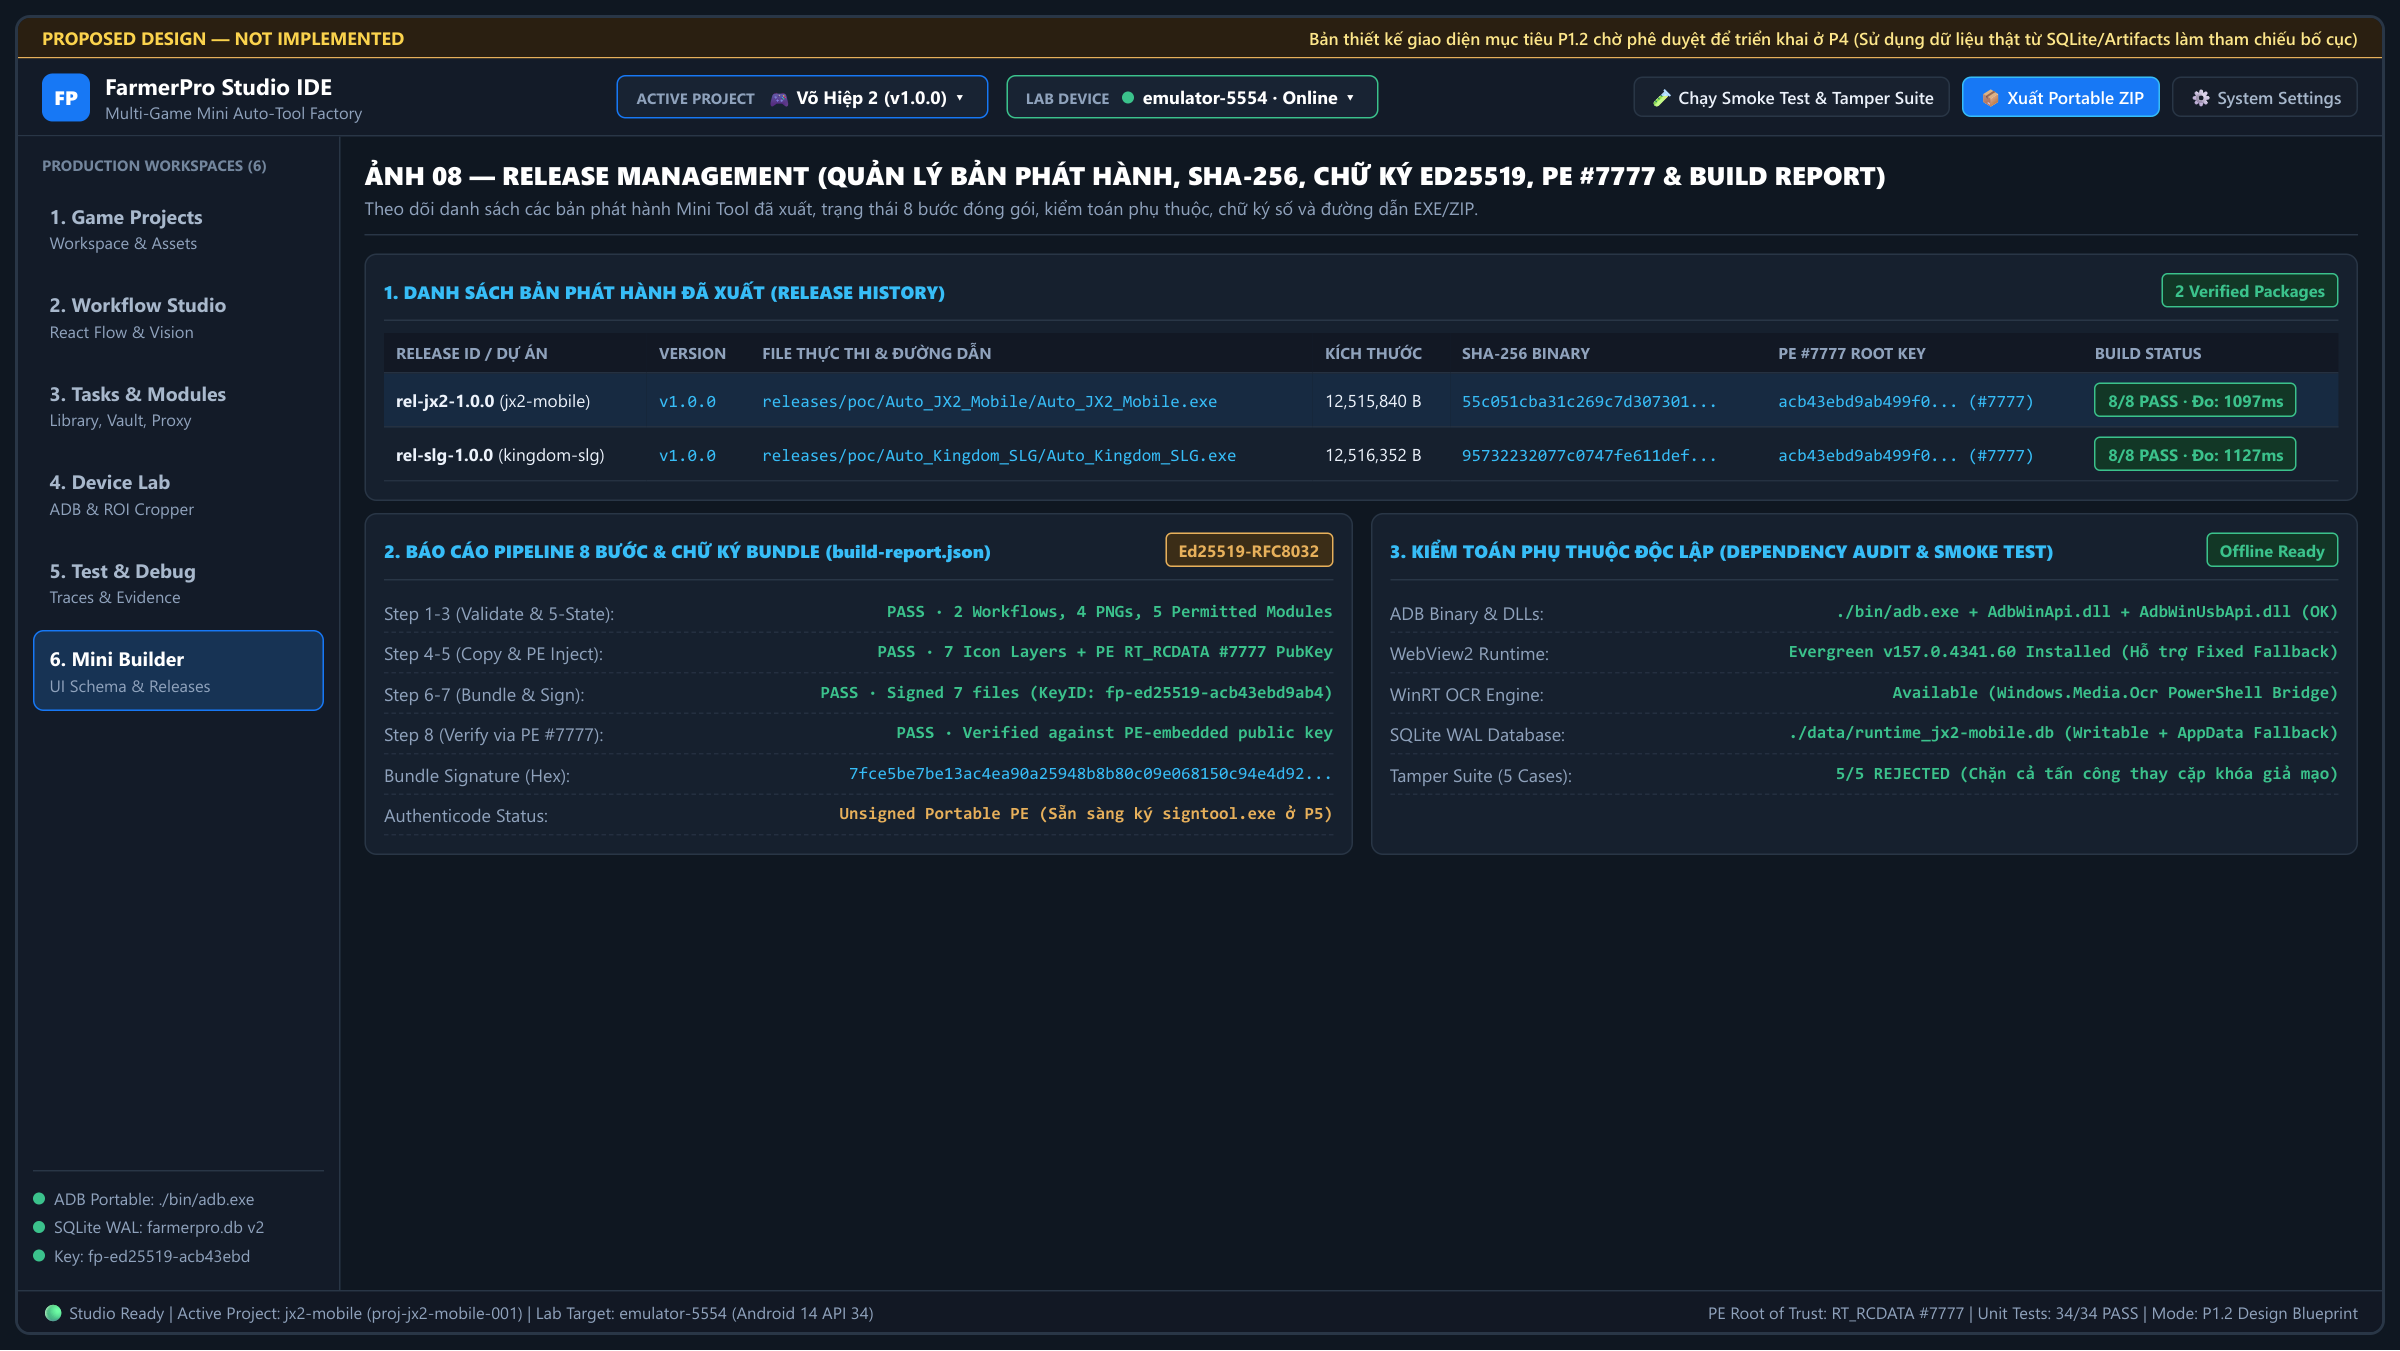 PROPOSED DESIGN — NOT IMPLEMENTED
Bản thiết kế giao diện mục tiêu P1.2 chờ phê duyệt để triển khai ở P4 (Sử dụng dữ liệu thật từ SQLite/Artifacts làm tham chiếu bố cục)
FP
FarmerPro Studio IDE
Multi-Game Mini Auto-Tool Factory
ACTIVE PROJECT 🎮 Võ Hiệp 2 (v1.0.0) ▾
LAB DEVICE ● emulator-5554 · Online ▾
🧪 Chạy Smoke Test & Tamper Suite
📦 Xuất Portable ZIP
⚙️ System Settings
PRODUCTION WORKSPACES (6)
1. Game Projects
Workspace & Assets
2. Workflow Studio
React Flow & Vision
3. Tasks & Modules
Library, Vault, Proxy
4. Device Lab
ADB & ROI Cropper
5. Test & Debug
Traces & Evidence
6. Mini Builder
UI Schema & Releases
ADB Portable: ./bin/adb.exe
SQLite WAL: farmerpro.db v2
Key: fp-ed25519-acb43ebd
ẢNH 08 — RELEASE MANAGEMENT (QUẢN LÝ BẢN PHÁT HÀNH, SHA-256, CHỮ KÝ ED25519, PE #7777 & BUILD REPORT)
Theo dõi danh sách các bản phát hành Mini Tool đã xuất, trạng thái 8 bước đóng gói, kiểm toán phụ thuộc, chữ ký số và đường dẫn EXE/ZIP.
1. DANH SÁCH BẢN PHÁT HÀNH ĐÃ XUẤT (RELEASE HISTORY)
2 Verified Packages
RELEASE ID / DỰ ÁN VERSION FILE THỰC THI & ĐƯỜNG DẪN KÍCH THƯỚC SHA-256 BINARY PE #7777 ROOT KEY BUILD STATUS
rel-jx2-1.0.0 (jx2-mobile) v1.0.0 releases/poc/Auto_JX2_Mobile/Auto_JX2_Mobile.exe 12,515,840 B 55c051cba31c269c7d307301... acb43ebd9ab499f0... (#7777) 8/8 PASS · Đo: 1097ms
rel-slg-1.0.0 (kingdom-slg) v1.0.0 releases/poc/Auto_Kingdom_SLG/Auto_Kingdom_SLG.exe 12,516,352 B 95732232077c0747fe611def... acb43ebd9ab499f0... (#7777) 8/8 PASS · Đo: 1127ms
2. BÁO CÁO PIPELINE 8 BƯỚC & CHỮ KÝ BUNDLE (build-report.json)
Ed25519-RFC8032
Step 1-3 (Validate & 5-State): PASS · 2 Workflows, 4 PNGs, 5 Permitted Modules
Step 4-5 (Copy & PE Inject): PASS · 7 Icon Layers + PE RT_RCDATA #7777 PubKey
Step 6-7 (Bundle & Sign): PASS · Signed 7 files (KeyID: fp-ed25519-acb43ebd9ab4)
Step 8 (Verify via PE #7777): PASS · Verified against PE-embedded public key
Bundle Signature (Hex): 7fce5be7be13ac4ea90a25948b8b80c09e068150c94e4d92...
Authenticode Status: Unsigned Portable PE (Sẵn sàng ký signtool.exe ở P5)
3. KIỂM TOÁN PHỤ THUỘC ĐỘC LẬP (DEPENDENCY AUDIT & SMOKE TEST)
Offline Ready
ADB Binary & DLLs: ./bin/adb.exe + AdbWinApi.dll + AdbWinUsbApi.dll (OK)
WebView2 Runtime: Evergreen v157.0.4341.60 Installed (Hỗ trợ Fixed Fallback)
WinRT OCR Engine: Available (Windows.Media.Ocr PowerShell Bridge)
SQLite WAL Database: ./data/runtime_jx2-mobile.db (Writable + AppData Fallback)
Tamper Suite (5 Cases): 5/5 REJECTED (Chặn cả tấn công thay cặp khóa giả mạo)
Studio Ready | Active Project: jx2-mobile (proj-jx2-mobile-001) | Lab Target: emulator-5554 (Android 14 API 34)
PE Root of Trust: RT_RCDATA #7777 | Unit Tests: 34/34 PASS | Mode: P1.2 Design Blueprint